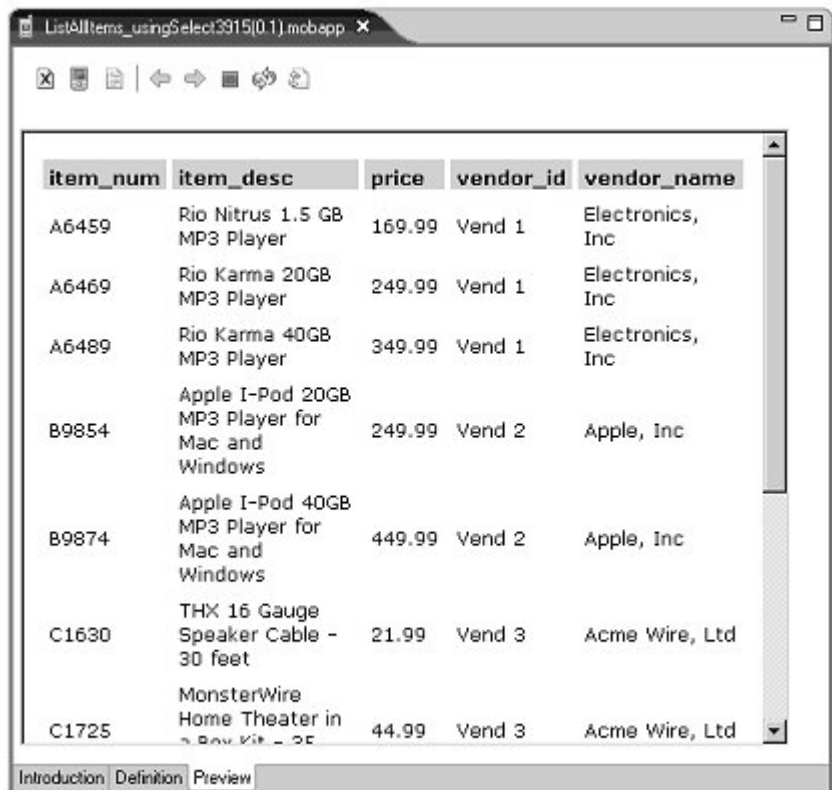 ListAllItems_usingSelect3915(0.1).mobapp
item_num item_desc price vendor_id vendor_name
A6459 Rio Nitrus 1.5 GB MP3 Player 169.99 Vend 1 Electronics, Inc
A6469 Rio Karma 20GB MP3 Player 249.99 Vend 1 Electronics, Inc
A6489 Rio Karma 40GB MP3 Player 349.99 Vend 1 Electronics, Inc
B9854 Apple I-Pod 20GB MP3 Player for Mac and Windows 249.99 Vend 2 Apple, Inc
B9874 Apple I-Pod 40GB MP3 Player for Mac and Windows 449.99 Vend 2 Apple, Inc
C1630 THX 16 Gauge Speaker Cable - 30 feet 21.99 Vend 3 Acme Wire, Ltd
C1725 MonsterWire Home Theater in a Box Kit - 44.99 Vend 3 Acme Wire, Ltd
Introduction Definition Preview